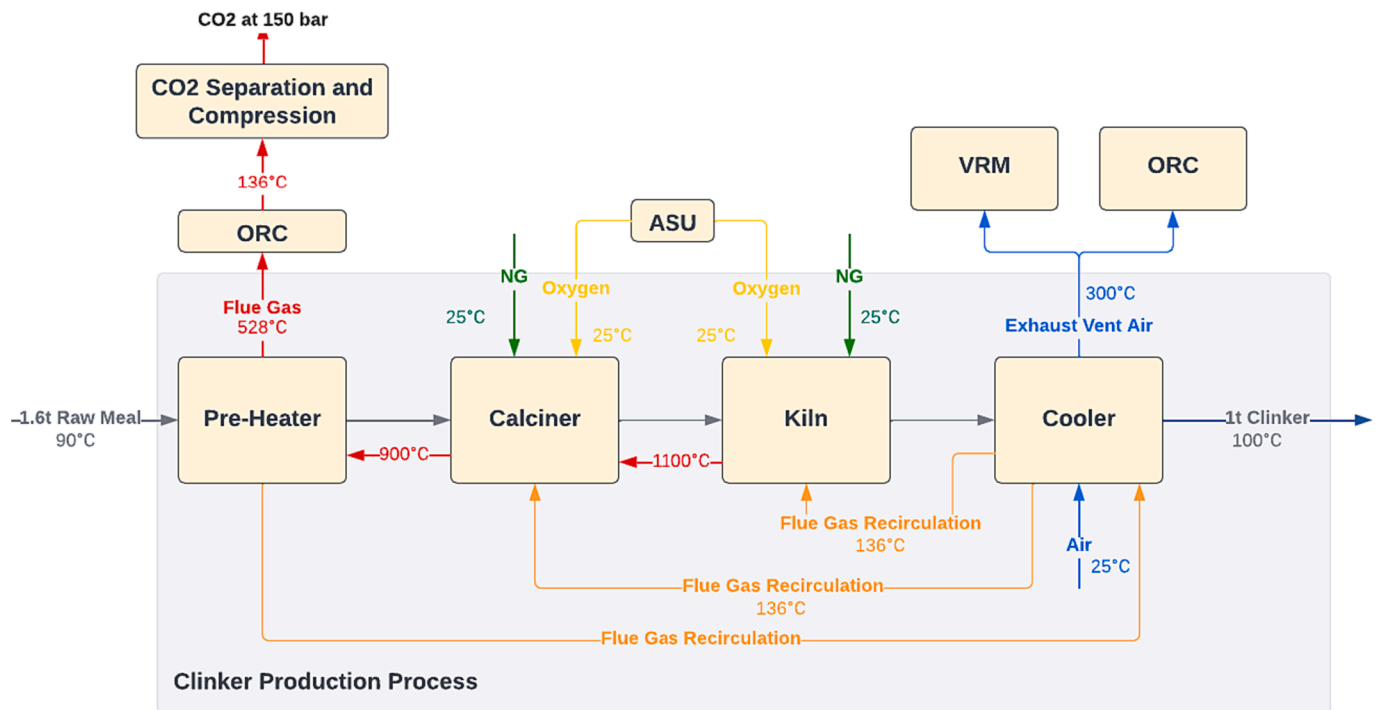 CO2 at 150 bar
CO2 Separation and
Compression
136°C
ORC
Flue Gas
528°C
VRM
ORC
ASU
NG
Oxygen
Oxygen
NG
25°C
25°C
25°C
25°C
300°C
Exhaust Vent Air
1.6t Raw Meal
90°C
Pre-Heater
Calciner
Kiln
Cooler
1t Clinker
100°C
900°C
1100°C
Flue Gas Recirculation
136°C
Air
25°C
Flue Gas Recirculation
136°C
Flue Gas Recirculation
Clinker Production Process